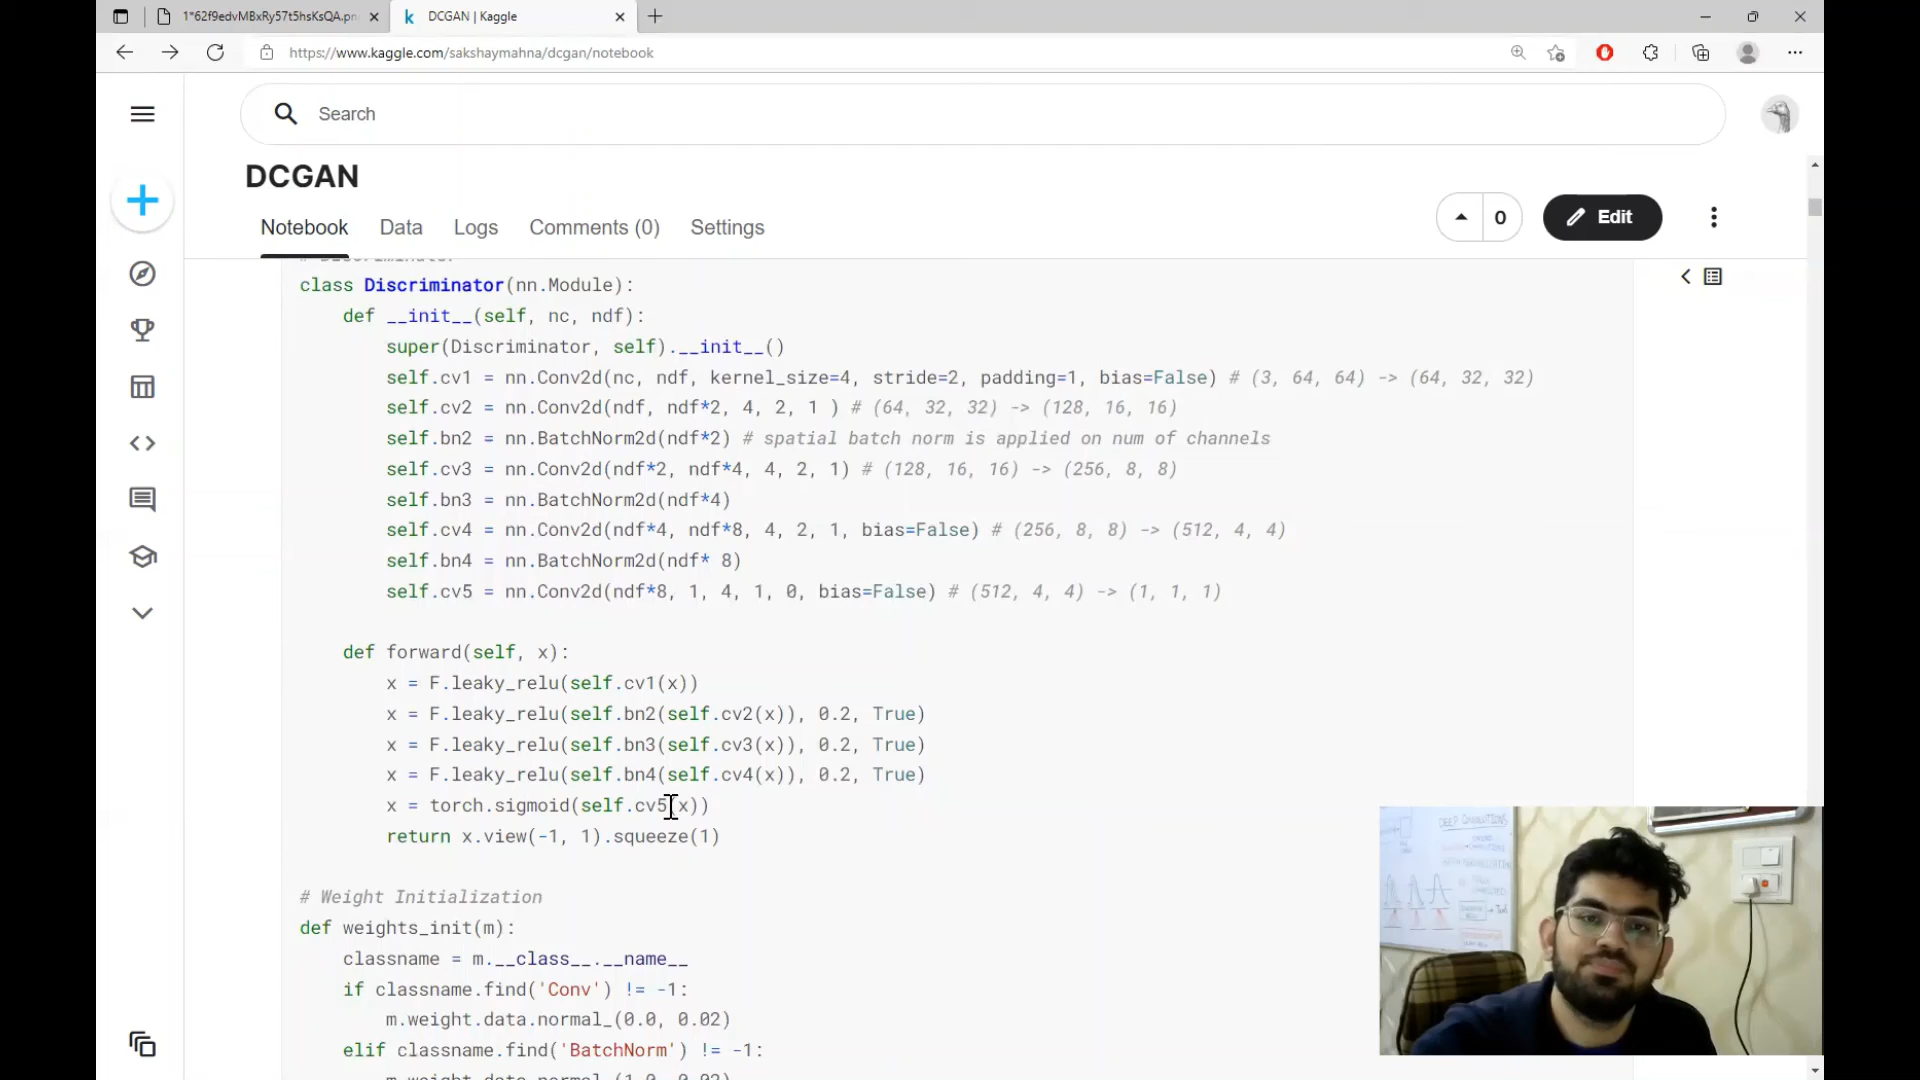 1*62f9edvMBxRy57t5hsKsQA.pn
DCGAN | Kaggle
https://www.kaggle.com/sakshaymahna/dcgan/notebook
Search
DCGAN
0
Edit
Notebook Data Logs Comments (0) Settings
# Discriminator
class Discriminator(nn.Module):
def __init__(self, nc, ndf):
super(Discriminator, self).__init__()
self.cv1 = nn.Conv2d(nc, ndf, kernel_size=4, stride=2, padding=1, bias=False) # (3, 64, 64) -> (64, 32, 32)
self.cv2 = nn.Conv2d(ndf, ndf*2, 4, 2, 1 ) # (64, 32, 32) -> (128, 16, 16)
self.bn2 = nn.BatchNorm2d(ndf*2) # spatial batch norm is applied on num of channels
self.cv3 = nn.Conv2d(ndf*2, ndf*4, 4, 2, 1) # (128, 16, 16) -> (256, 8, 8)
self.bn3 = nn.BatchNorm2d(ndf*4)
self.cv4 = nn.Conv2d(ndf*4, ndf*8, 4, 2, 1, bias=False) # (256, 8, 8) -> (512, 4, 4)
self.bn4 = nn.BatchNorm2d(ndf* 8)
self.cv5 = nn.Conv2d(ndf*8, 1, 4, 1, 0, bias=False) # (512, 4, 4) -> (1, 1, 1)
def forward(self, x):
x = F.leaky_relu(self.cv1(x))
x = F.leaky_relu(self.bn2(self.cv2(x)), 0.2, True)
x = F.leaky_relu(self.bn3(self.cv3(x)), 0.2, True)
x = F.leaky_relu(self.bn4(self.cv4(x)), 0.2, True)
x = torch.sigmoid(self.cv5(x))
return x.view(-1, 1).squeeze(1)
# Weight Initialization
def weights_init(m):
classname = m.__class__.__name__
if classname.find('Conv') != -1:
m.weight.data.normal_(0.0, 0.02)
elif classname.find('BatchNorm') != -1:
m.weight.data.normal_(1.0, 0.02)